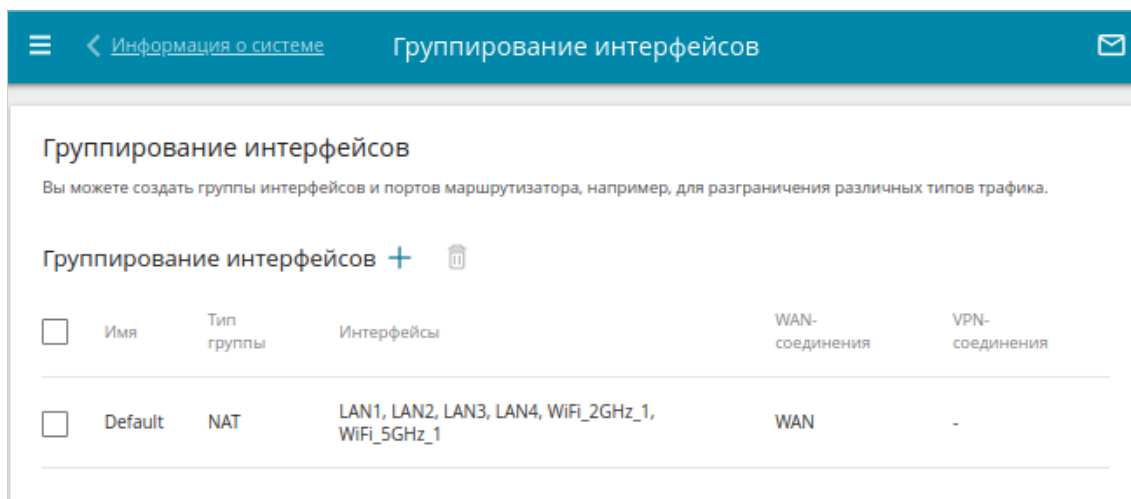 Информация о системе Группирование интерфейсов
Группирование интерфейсов
Вы можете создать группы интерфейсов и портов маршрутизатора, например, для разграничения различных типов трафика.
Группирование интерфейсов
Имя Тип группы Интерфейсы WAN-соединения VPN-соединения
Default NAT LAN1, LAN2, LAN3, LAN4, WiFi_2GHz_1, WiFi_5GHz_1 WAN -